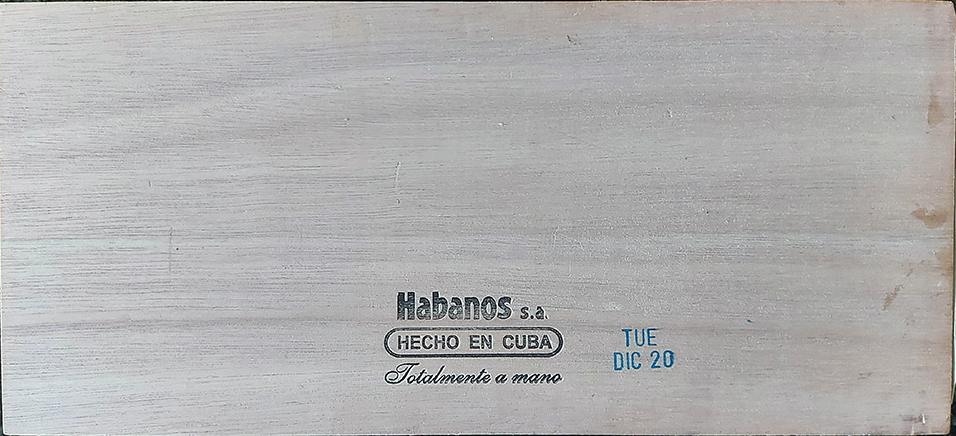 Habanos s.a.
HECHO EN CUBA
Totalmente a mano
TUE
DIC 20